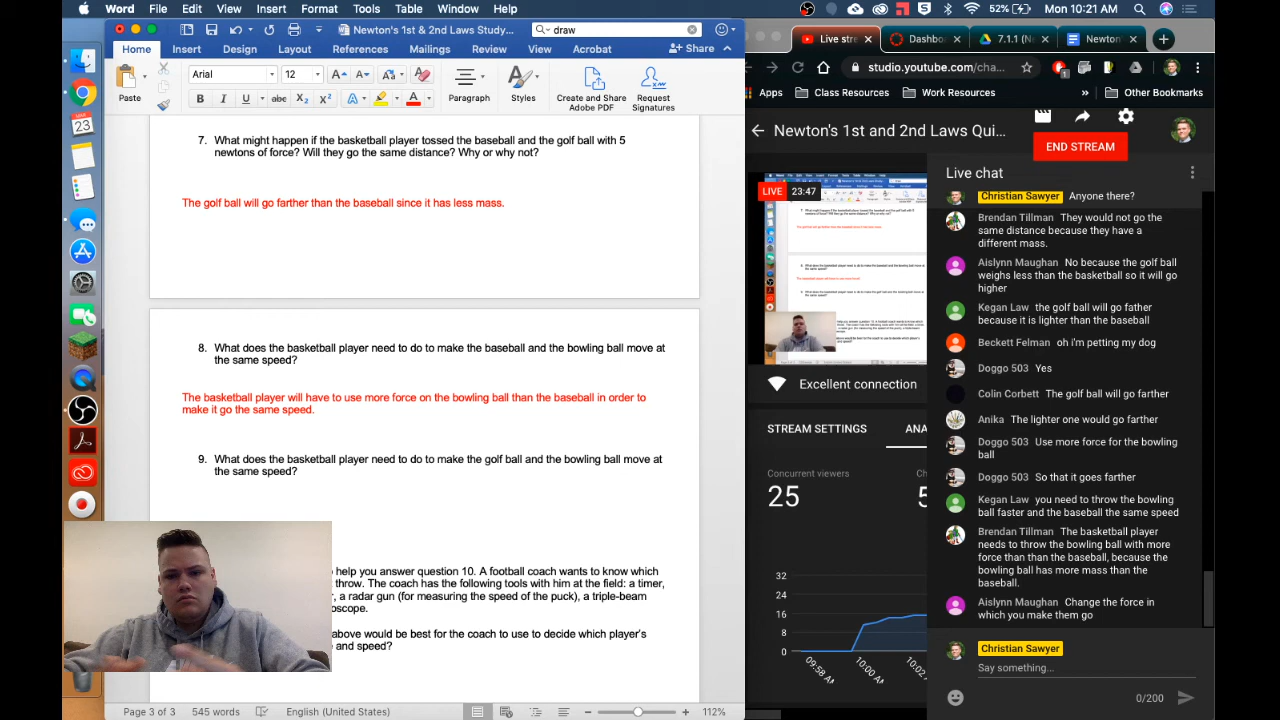 Word File Edit View Insert Format Tools Table Window Help
52% Mon 10:21 AM
Newton's 1st & 2nd Laws Study...
draw
Home Insert Design Layout References Mailings Review View Acrobat
Share
Paste
Arial
12
Paragraph
Styles
Create and Share
Adobe PDF
Request
Signatures
7. What might happen if the basketball player tossed the baseball and the golf ball with 5
newtons of force? Will they go the same distance? Why or why not?
The golf ball will go farther than the baseball since it has less mass.
8. What does the basketball player need to do to make the baseball and the bowling ball move at
the same speed?
The basketball player will have to use more force on the bowling ball than the baseball in order to
make it go the same speed.
9. What does the basketball player need to do to make the golf ball and the bowling ball move at
the same speed?
help you answer question 10. A football coach wants to know which
throw. The coach has the following tools with him at the field: a timer,
, a radar gun (for measuring the speed of the puck), a triple-beam
oscope.
above would be best for the coach to use to decide which player's
and speed?
Page 3 of 3 545 words English (United States) 112%
Live stre
Dashbo
7.1.1 (N
Newton
studio.youtube.com/cha...
Apps Class Resources Work Resources » Other Bookmarks
Newton's 1st and 2nd Laws Qui...
END STREAM
LIVE 23:47
Excellent connection
STREAM SETTINGS
ANA
Concurrent viewers
25
32
24
16
8
0
09:58 AM
10:00 AM
10:02
Live chat
Christian Sawyer Anyone there?
Brendan Tillman They would not go the
same distance because they have a
different mass.
Aislynn Maughan No because the golf ball
weighs less than the basketball so it will go
higher
Kegan Law the golf ball will go father
because it is lighter than the basketball
Beckett Felman oh i'm petting my dog
Doggo 503 Yes
Colin Corbett The golf ball will go farther
Anika The lighter one would go farther
Doggo 503 Use more force for the bowling
ball
Doggo 503 So that it goes farther
Kegan Law you need to throw the bowling
ball faster and the baseball the same speed
Brendan Tillman The basketball player
needs to throw the bowling ball with more
force than than the baseball, because the
bowling ball has more mass than the
baseball.
Aislynn Maughan Change the force in
which you make them go
Christian Sawyer
Say something...
0/200